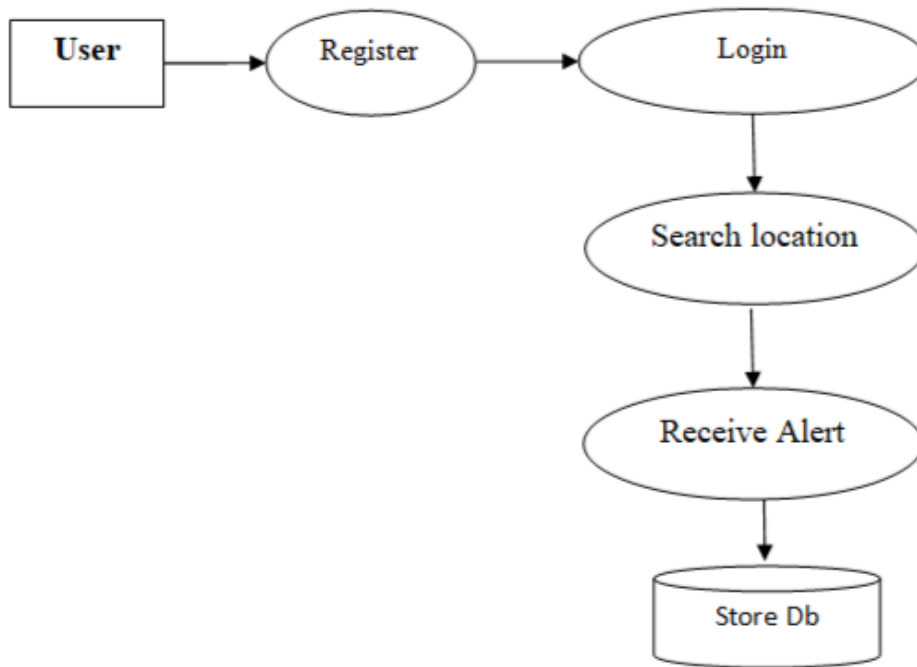 User
Register
Login
Search location
Receive Alert
Store Db